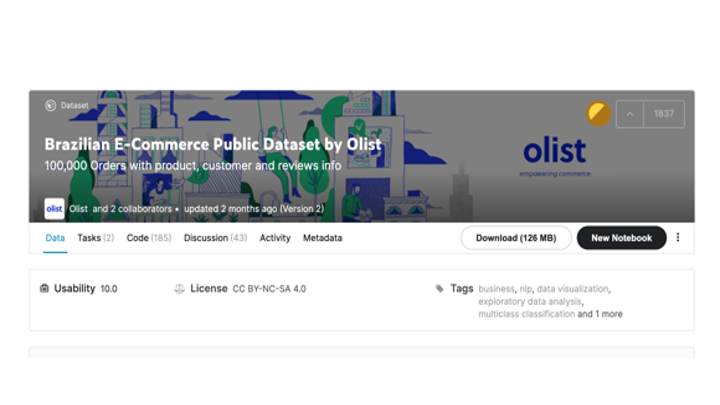 Dataset
1837
Brazilian E-Commerce Public Dataset by Olist
100,000 Orders with product, customer and reviews info
olist
empowering commerce
olist Olist and 2 collaborators • updated 2 months ago (Version 2)
Data Tasks (2) Code (185) Discussion (43) Activity Metadata Download (126 MB) New Notebook
Usability 10.0 License CC BY-NC-SA 4.0 Tags business, nlp, data visualization,
exploratory data analysis,
multiclass classification and 1 more